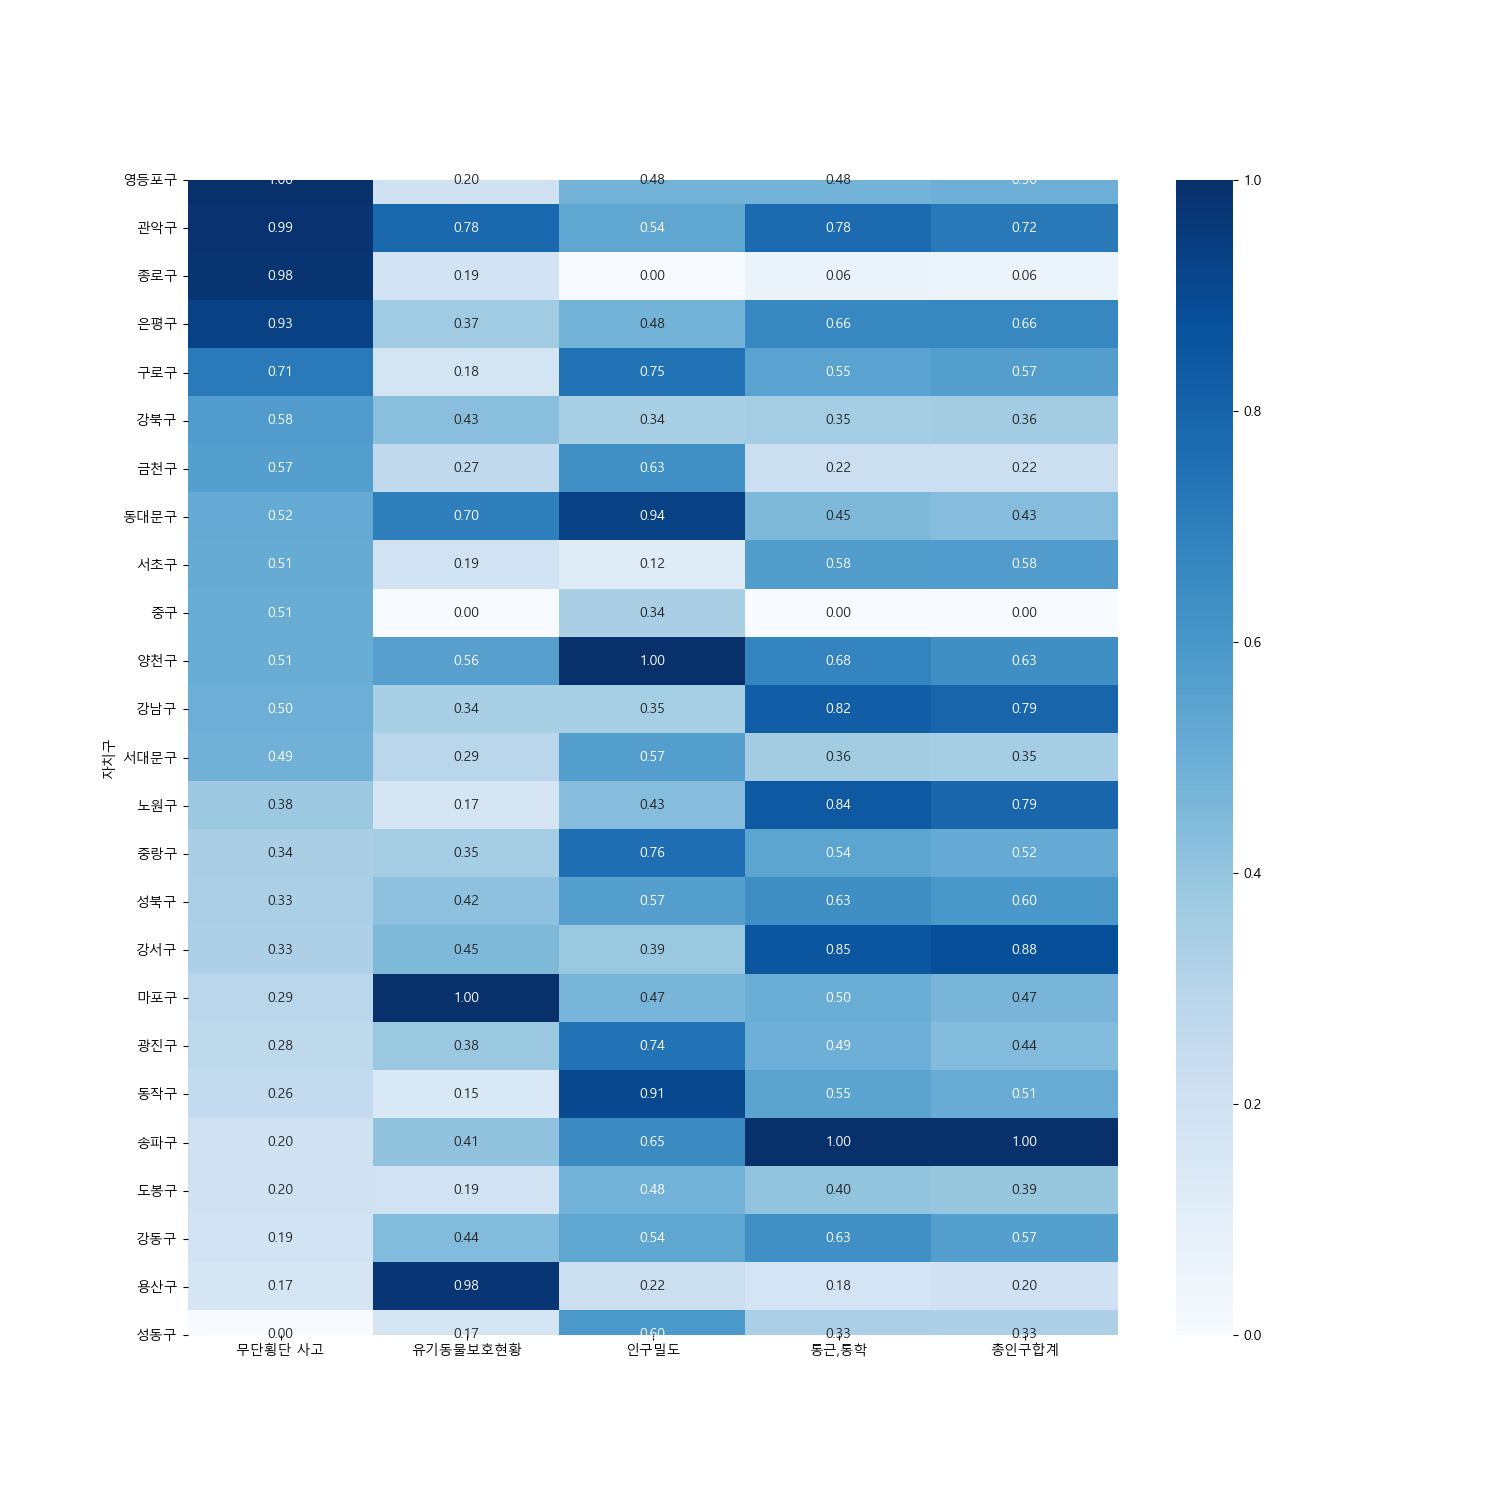 영등포구 1.00 0.20 0.48 0.48 0.50 1.0
관악구 0.99 0.78 0.54 0.78 0.72
종로구 0.98 0.19 0.00 0.06 0.06
은평구 0.93 0.37 0.48 0.66 0.66
구로구 0.71 0.18 0.75 0.55 0.57
강북구 0.58 0.43 0.34 0.35 0.36 0.8
금천구 0.57 0.27 0.63 0.22 0.22
동대문구 0.52 0.70 0.94 0.45 0.43
서초구 0.51 0.19 0.12 0.58 0.58
중구 0.51 0.00 0.34 0.00 0.00
0.6
양천구 0.51 0.56 1.00 0.68 0.63
강남구 0.50 0.34 0.35 0.82 0.79
자치구
서대문구 0.49 0.29 0.57 0.36 0.35
노원구 0.38 0.17 0.43 0.84 0.79
중랑구 0.34 0.35 0.76 0.54 0.52
0.4
성북구 0.33 0.42 0.57 0.63 0.60
강서구 0.33 0.45 0.39 0.85 0.88
마포구 0.29 1.00 0.47 0.50 0.47
광진구 0.28 0.38 0.74 0.49 0.44
동작구 0.26 0.15 0.91 0.55 0.51
0.2
송파구 0.20 0.41 0.65 1.00 1.00
도봉구 0.20 0.19 0.48 0.40 0.39
강동구 0.19 0.44 0.54 0.63 0.57
용산구 0.17 0.98 0.22 0.18 0.20
성동구 0.00 0.17 0.60 0.33 0.33 0.0
무단횡단 사고 유기동물보호현황 인구밀도 통근,통학 총인구합계